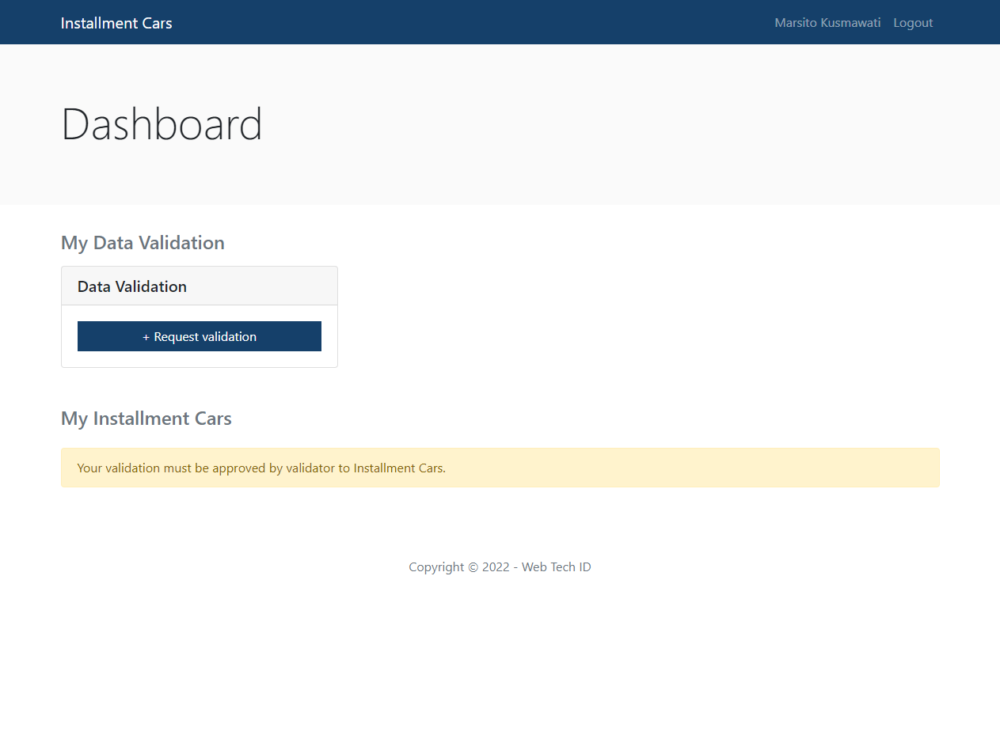 Installment Cars
Marsito Kusmawati Logout
Dashboard
My Data Validation
Data Validation
+ Request validation
My Installment Cars
Your validation must be approved by validator to Installment Cars.
Copyright © 2022 - Web Tech ID